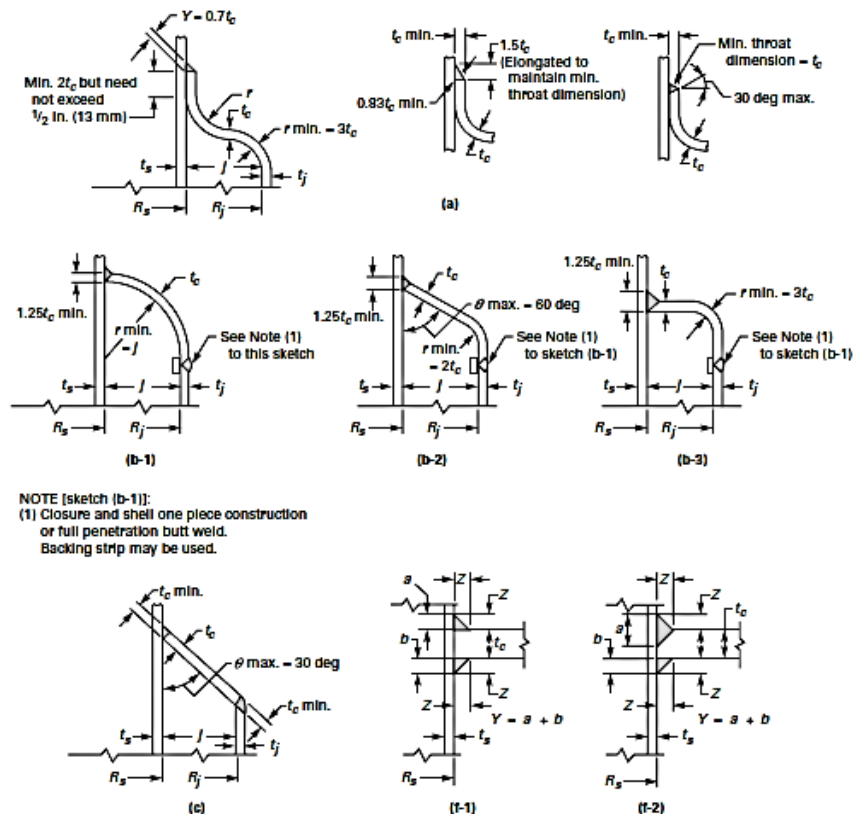 Y = 0.7tc
Min. 2tc but need
not exceed
1/2 in. (13 mm)
r
tc
r min. = 3tc
ts
j
tj
Rs
Rj
tc min.
1.5tc
(Elongated to
maintain min.
throat dimension)
0.83tc min.
tc
tc min.
Min. throat
dimension = tc
30 deg max.
tc
(a)
tc
1.25tc min.
r min.
= j
See Note (1)
to this sketch
ts
j
tj
Rs
Rj
(b-1)
tc
1.25tc min.
θ max. = 60 deg
r min.
= 2tc
See Note (1)
to sketch (b-1)
ts
j
tj
Rs
Rj
(b-2)
1.25tc min.
tc
r min. = 3tc
See Note (1)
to sketch (b-1)
ts
j
tj
Rs
Rj
(b-3)
NOTE [sketch (b-1)]:
(1) Closure and shell one piece construction
or full penetration butt weld.
Backing strip may be used.
tc min.
tc
θ max. = 30 deg
tc min.
ts
j
tj
Rs
Rj
(c)
a
Z
Z
b
tc
Z
Z
Y = a + b
ts
Rs
(f-1)
Z
Z
a
tc
b
Z
Z
Y = a + b
ts
Rs
(f-2)